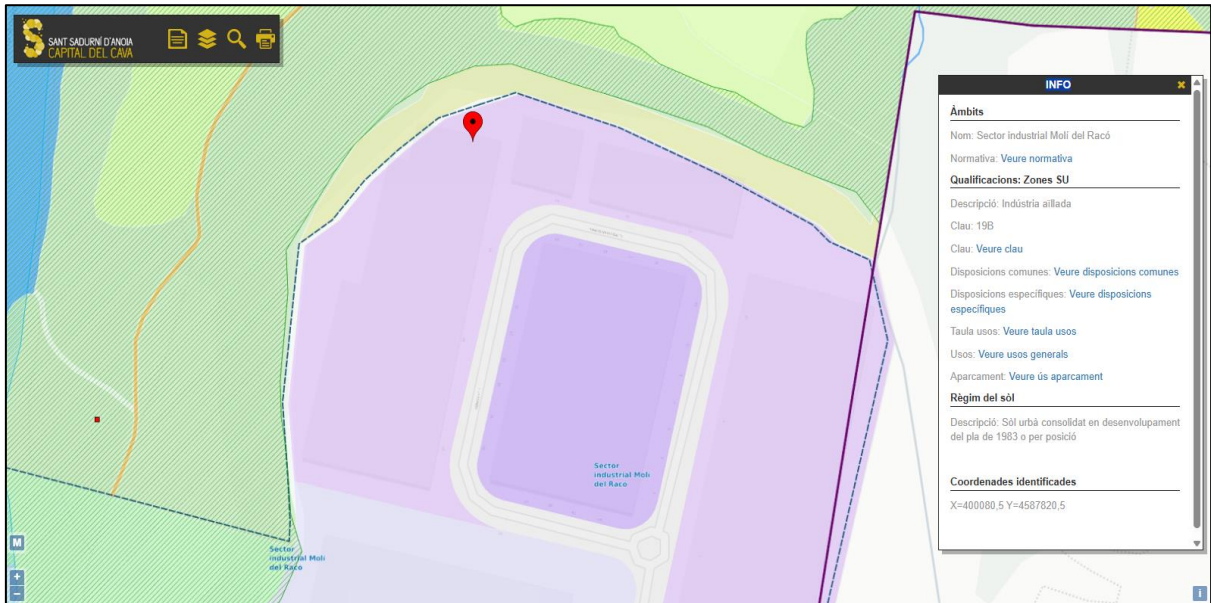 SANT SADURNÍ D'ANOIA
CAPITAL DEL CAVA
INFO
Àmbits
Nom: Sector industrial Molí del Racó
Normativa: Veure normativa
Qualificacions: Zones SU
Descripció: Indústria aïllada
Clau: 19B
Clau: Veure clau
Disposicions comunes: Veure disposicions comunes
Disposicions específiques: Veure disposicions
específiques
Taula usos: Veure taula usos
Usos: Veure usos generals
Aparcament: Veure ús aparcament
Règim del sòl
Descripció: Sòl urbà consolidat en desenvolupament
del pla de 1983 o per posició
Coordenades identificades
X=400080,5 Y=4587820,5
Sector
industrial Moli
del Raco
Sector
industrial Moli
del Raco
M
+
−
i